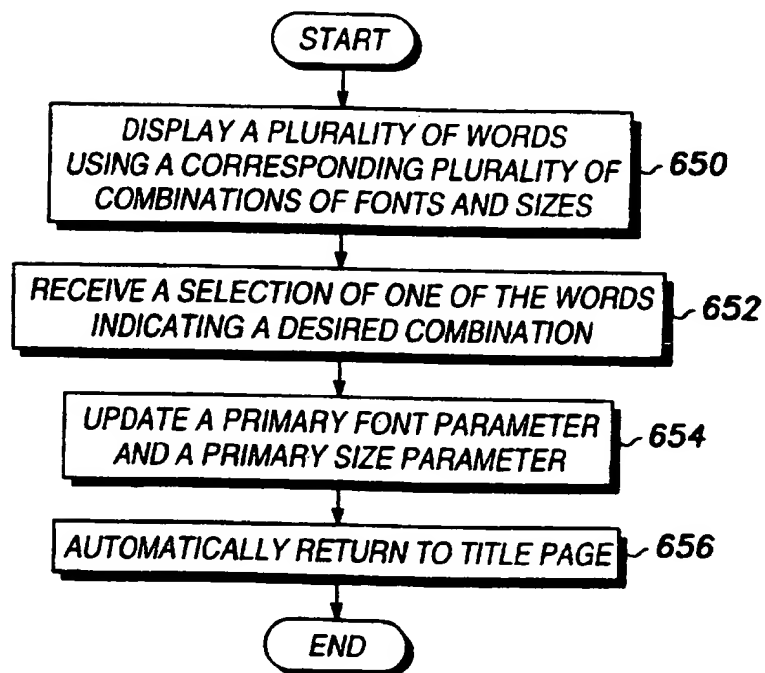 START
DISPLAY A PLURALITY OF WORDS
USING A CORRESPONDING PLURALITY OF
COMBINATIONS OF FONTS AND SIZES
650
RECEIVE A SELECTION OF ONE OF THE WORDS
INDICATING A DESIRED COMBINATION
652
UPDATE A PRIMARY FONT PARAMETER
AND A PRIMARY SIZE PARAMETER
654
AUTOMATICALLY RETURN TO TITLE PAGE
656
END